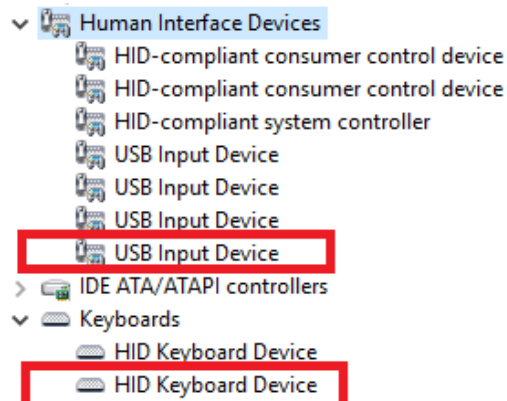 Human Interface Devices
HID-compliant consumer control device
HID-compliant consumer control device
HID-compliant system controller
USB Input Device
USB Input Device
USB Input Device
USB Input Device
IDE ATA/ATAPI controllers
Keyboards
HID Keyboard Device
HID Keyboard Device